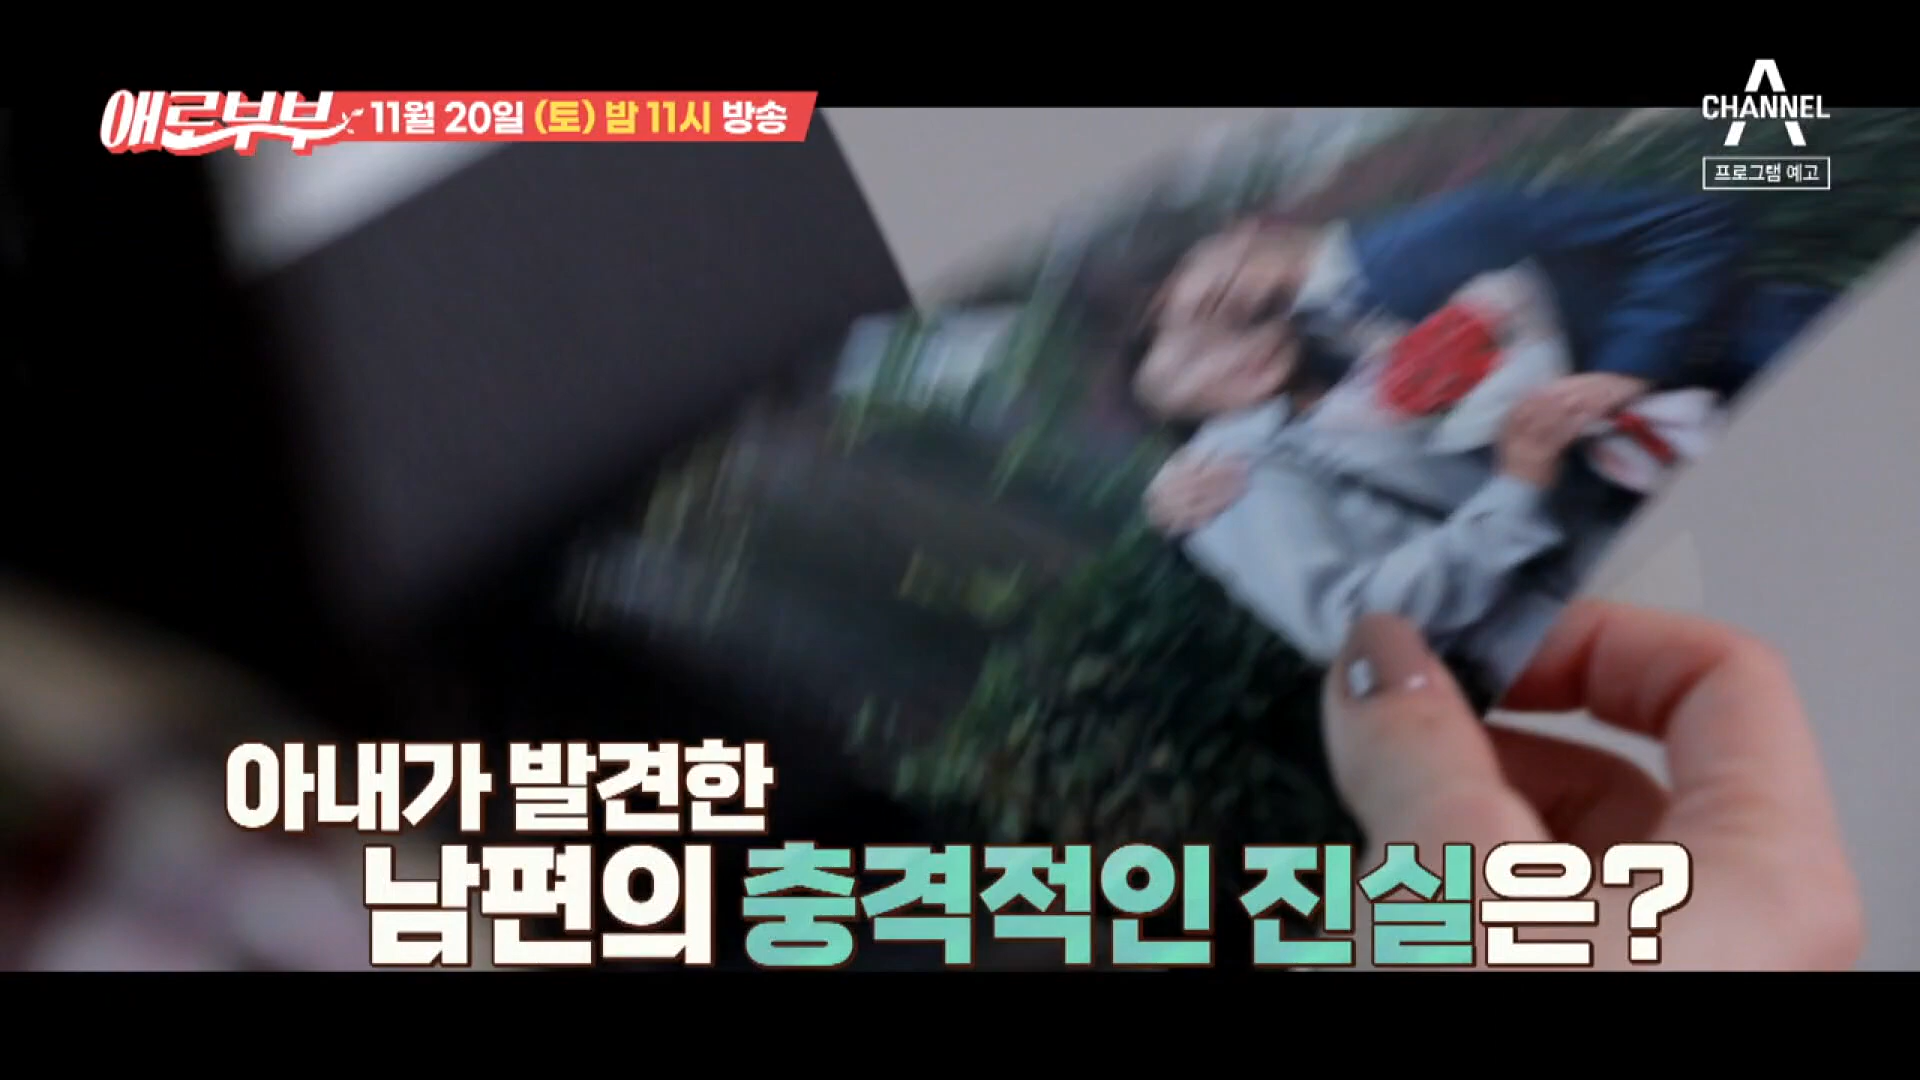 애로부부 11월 20일 (토) 밤 11시 방송
CHANNEL A
프로그램 예고
아내가 발견한
남편의 충격적인 진실은?